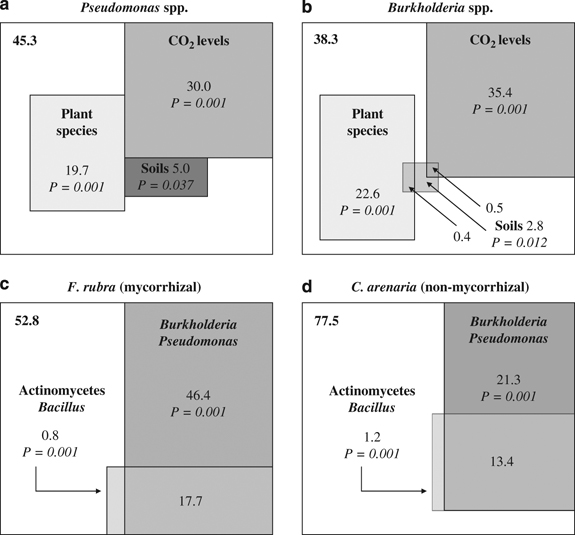 a
Pseudomonas spp.
45.3
CO2 levels
30.0
P = 0.001
Plant
species
19.7
P = 0.001
Soils 5.0
P = 0.037
b
Burkholderia spp.
38.3
CO2 levels
35.4
P = 0.001
Plant
species
22.6
P = 0.001
0.5
Soils 2.8
P = 0.012
0.4
c
F. rubra (mycorrhizal)
52.8
Burkholderia
Pseudomonas
46.4
P = 0.001
Actinomycetes
Bacillus
0.8
P = 0.001
17.7
d
C. arenaria (non-mycorrhizal)
77.5
Burkholderia
Pseudomonas
21.3
P = 0.001
Actinomycetes
Bacillus
1.2
P = 0.001
13.4